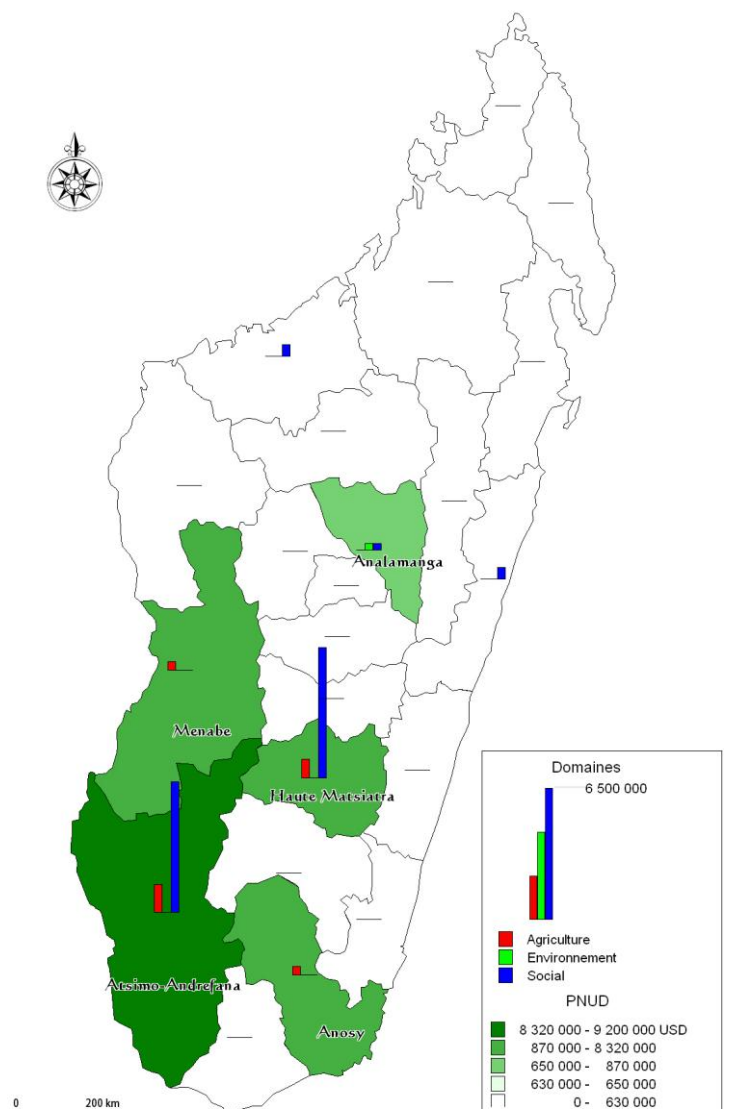 Analamanga
Menabe
Haute Matsiatra
Atsimo-Andrefana
Anosy
0 200 km
Domaines
6 500 000
Agriculture
Environnement
Social
PNUD
8 320 000 - 9 200 000 USD
870 000 - 8 320 000
650 000 - 870 000
630 000 - 650 000
0 - 630 000